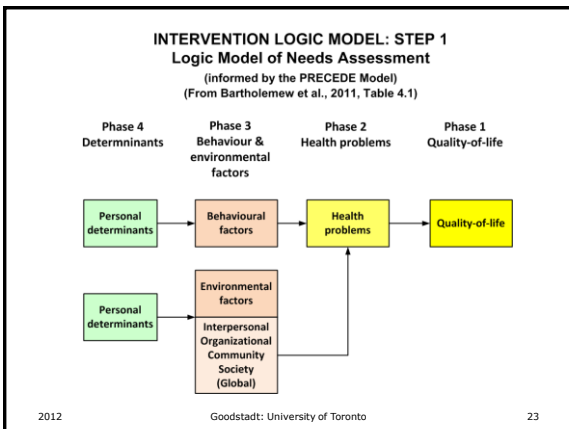 INTERVENTION LOGIC MODEL: STEP 1
Logic Model of Needs Assessment
(informed by the PRECEDE Model)
(From Bartholemew et al., 2011, Table 4.1)
Phase 4
Determninants
Phase 3
Behaviour &
environmental
factors
Phase 2
Health problems
Phase 1
Quality-of-life
Personal
determinants
Behavioural
factors
Health
problems
Quality-of-life
Personal
determinants
Environmental
factors
Interpersonal
Organizational
Community
Society
(Global)
2012
Goodstadt: University of Toronto
23